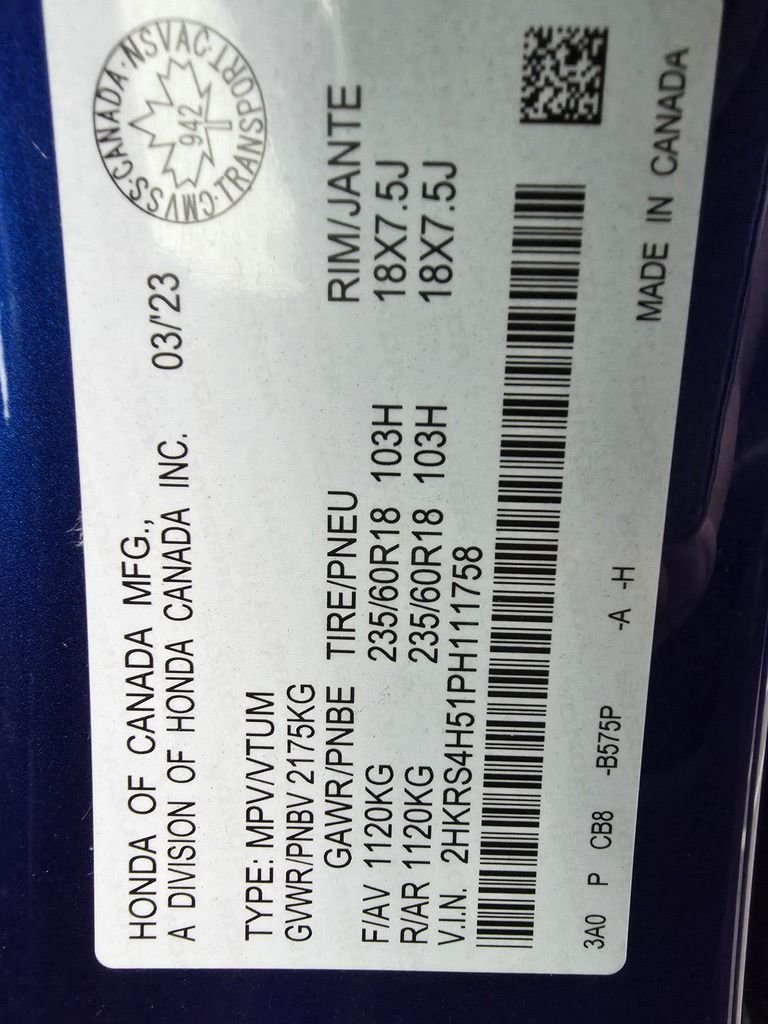 HONDA OF CANADA MFG.,
A DIVISION OF HONDA CANADA INC. 03/'23
CMVSS·CANADA·NSVAC·TRANSPORT·
942
TYPE: MPV/VTUM
GVWR/PNBV 2175KG
GAWR/PNBE TIRE/PNEU RIM/JANTE
F/AV 1120KG 235/60R18 103H 18X7.5J
R/AR 1120KG 235/60R18 103H 18X7.5J
V.I.N. 2HKRS4H51PH111758
3A0 P CB8 -B575P -A -H
MADE IN CANADA